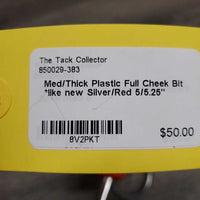 The Tack Collector
850029-383
Med/Thick Plastic Full Cheek Bit
*like new Silver/Red 5/5.25"
$50.00
8V2PKT